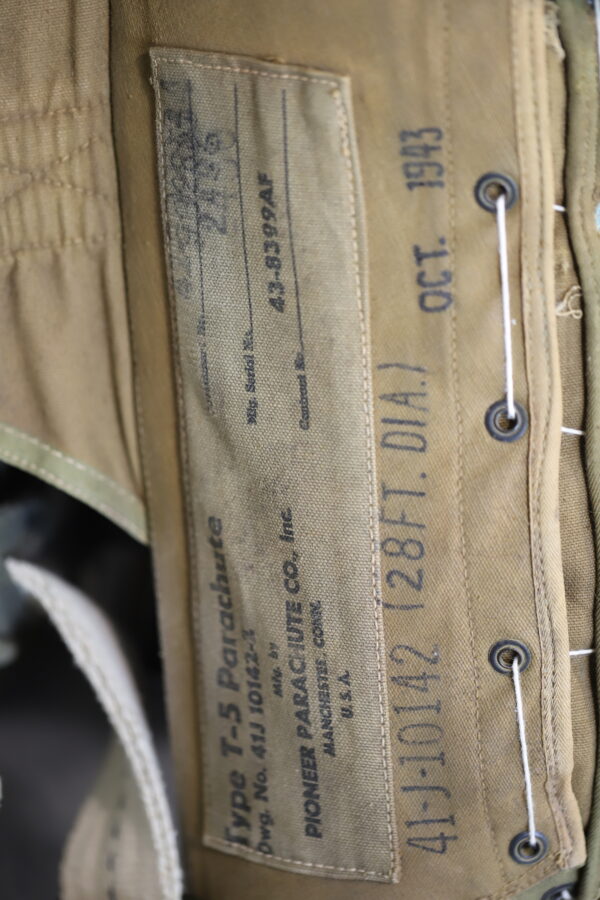 Type T-5 Parachute
Dwg. No. 41J 10142-
Mfg. by
PIONEER PARACHUTE CO., Inc.
MANCHESTER, CONN.
U.S.A.
Mfg. Serial No.
Contract No. 43-8399AF
41-J-10142 (28FT. DIA.) OCT. 1943